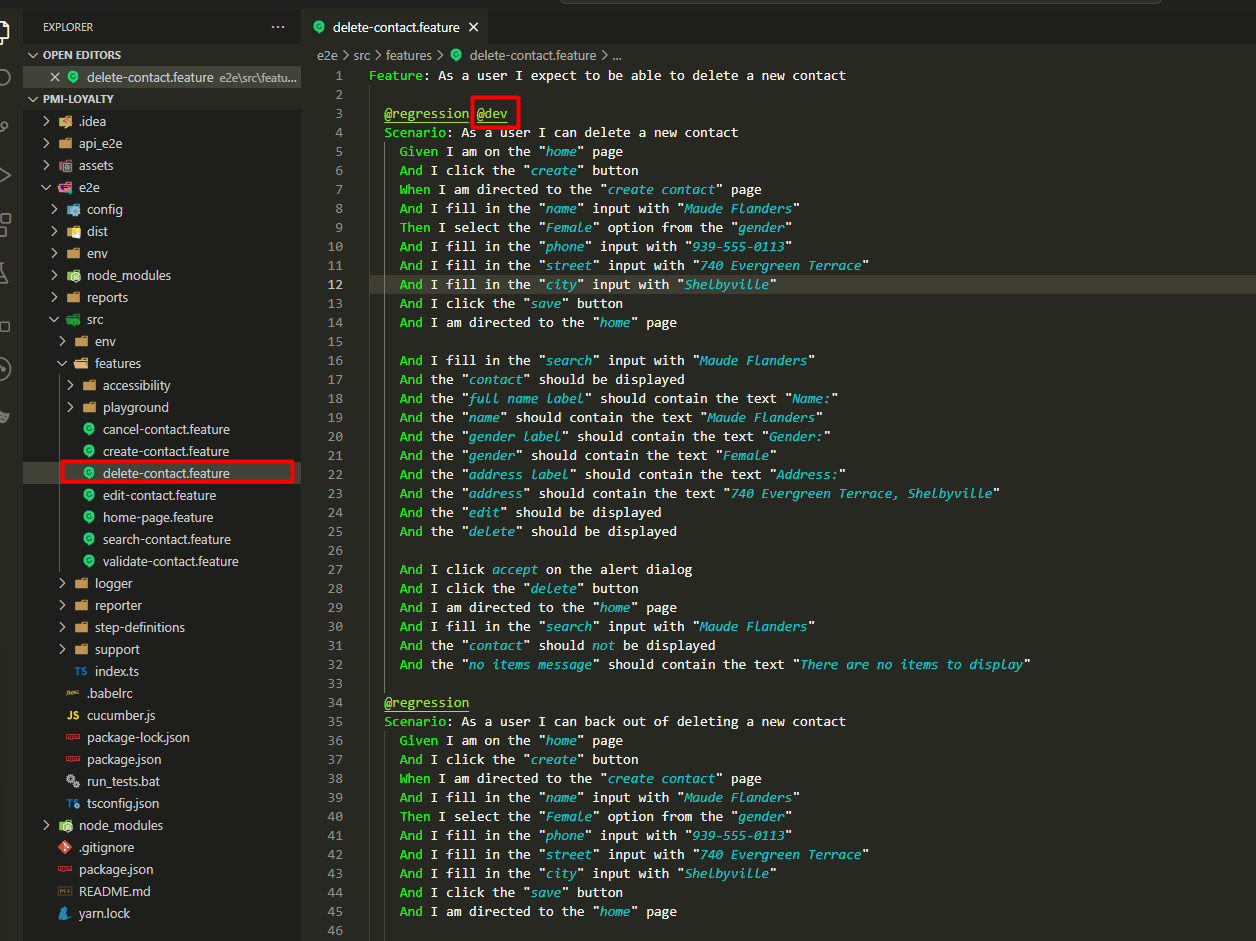 EXPLORER
...
OPEN EDITORS
delete-contact.feature e2e\src\featu...
PMI-LOYALTY
.idea
api_e2e
assets
e2e
config
dist
env
node_modules
reports
src
env
features
accessibility
playground
cancel-contact.feature
create-contact.feature
delete-contact.feature
edit-contact.feature
home-page.feature
search-contact.feature
validate-contact.feature
logger
reporter
step-definitions
support
TS index.ts
.babelrc
JS cucumber.js
package-lock.json
package.json
run_tests.bat
TS tsconfig.json
node_modules
.gitignore
package.json
README.md
yarn.lock
delete-contact.feature
e2e > src > features > delete-contact.feature > ...
1 Feature: As a user I expect to be able to delete a new contact
2
3 @regression @dev
4 Scenario: As a user I can delete a new contact
5 Given I am on the "home" page
6 And I click the "create" button
7 When I am directed to the "create contact" page
8 And I fill in the "name" input with "Maude Flanders"
9 Then I select the "Female" option from the "gender"
10 And I fill in the "phone" input with "939-555-0113"
11 And I fill in the "street" input with "740 Evergreen Terrace"
12 And I fill in the "city" input with "Shelbyville"
13 And I click the "save" button
14 And I am directed to the "home" page
15
16 And I fill in the "search" input with "Maude Flanders"
17 And the "contact" should be displayed
18 And the "full name label" should contain the text "Name:"
19 And the "name" should contain the text "Maude Flanders"
20 And the "gender label" should contain the text "Gender:"
21 And the "gender" should contain the text "Female"
22 And the "address label" should contain the text "Address:"
23 And the "address" should contain the text "740 Evergreen Terrace, Shelbyville"
24 And the "edit" should be displayed
25 And the "delete" should be displayed
26
27 And I click accept on the alert dialog
28 And I click the "delete" button
29 And I am directed to the "home" page
30 And I fill in the "search" input with "Maude Flanders"
31 And the "contact" should not be displayed
32 And the "no items message" should contain the text "There are no items to display"
33
34 @regression
35 Scenario: As a user I can back out of deleting a new contact
36 Given I am on the "home" page
37 And I click the "create" button
38 When I am directed to the "create contact" page
39 And I fill in the "name" input with "Maude Flanders"
40 Then I select the "Female" option from the "gender"
41 And I fill in the "phone" input with "939-555-0113"
42 And I fill in the "street" input with "740 Evergreen Terrace"
43 And I fill in the "city" input with "Shelbyville"
44 And I click the "save" button
45 And I am directed to the "home" page
46